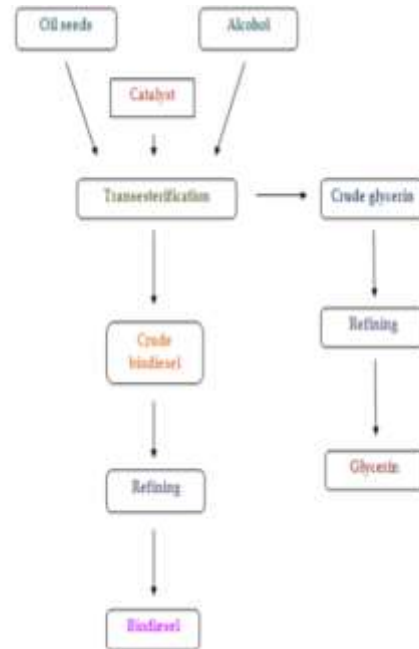 Oil seeds
Alcohol
Catalyst
Transesterification
Crude glycerin
Crude
biodiesel
Refining
Refining
Glycerin
Biodiesel